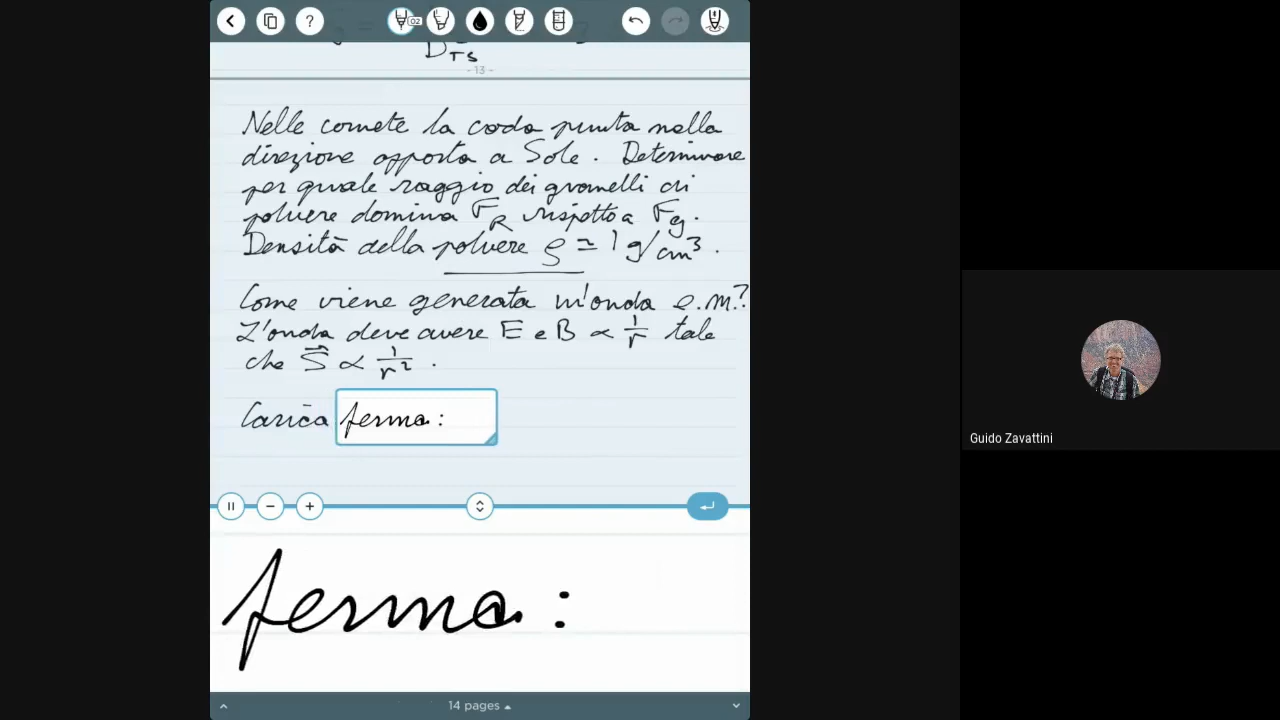 D_TS
- 13 -
Nelle comete la coda punta nella
direzione opposta a Sole. Determinare
per quale raggio dei granelli di
polvere domina F_R rispetto a F_g.
Densità della polvere ρ ≃ 1 g/cm³.
Come viene generata un'onda e.m.?
L'onda deve avere E e B ∝ 1/r tale
che S⃗ ∝ 1/r².
Carica ferma:
ferma:
14 pages
Guido Zavattini